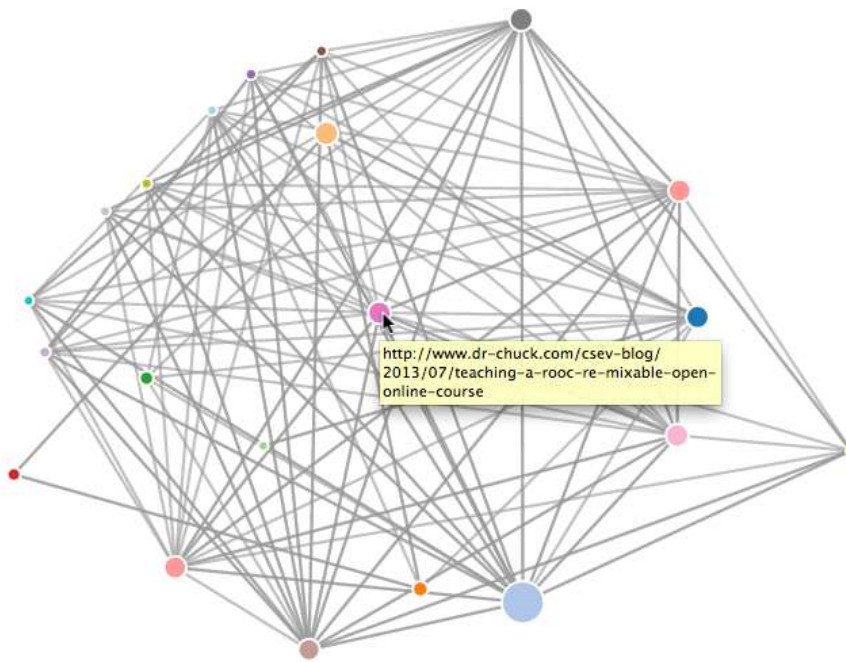 http://www.dr-chuck.com/csev-blog/
2013/07/teaching-a-rooc-re-mixable-open-
online-course